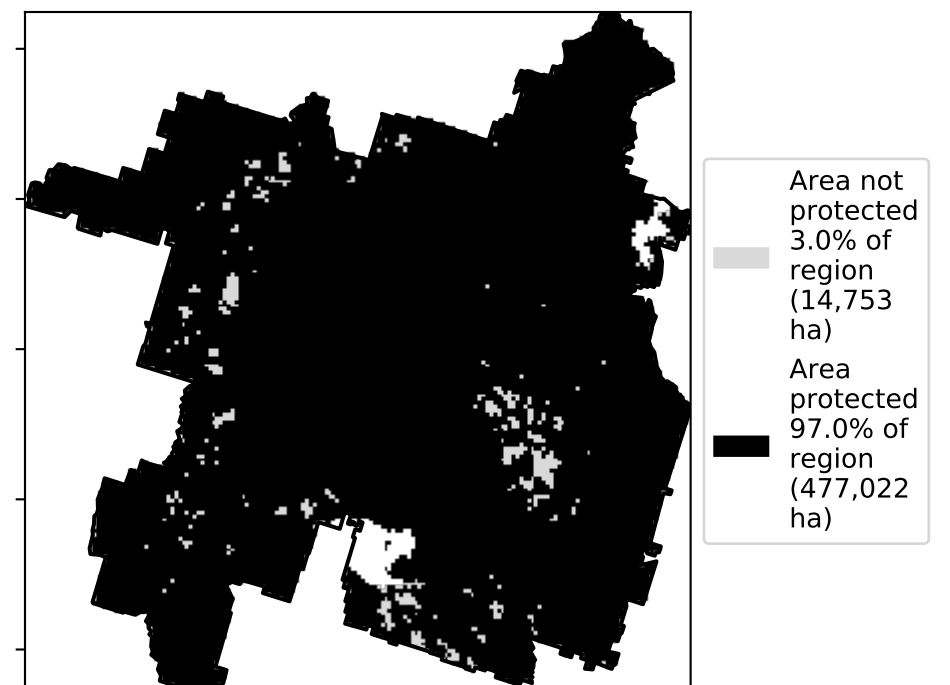 Area not
protected
3.0% of
region
(14,753
ha)
Area
protected
97.0% of
region
(477,022
ha)